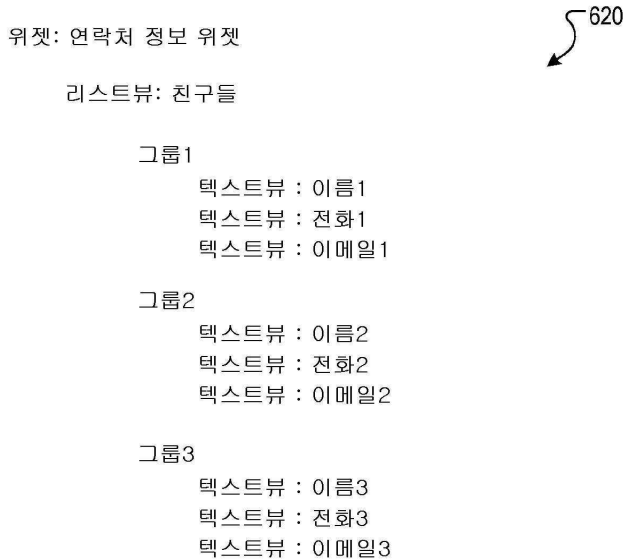 620
위젯: 연락처 정보 위젯
리스트뷰: 친구들
그룹1
텍스트뷰 : 이름1
텍스트뷰 : 전화1
텍스트뷰 : 이메일1
그룹2
텍스트뷰 : 이름2
텍스트뷰 : 전화2
텍스트뷰 : 이메일2
그룹3
텍스트뷰 : 이름3
텍스트뷰 : 전화3
텍스트뷰 : 이메일3